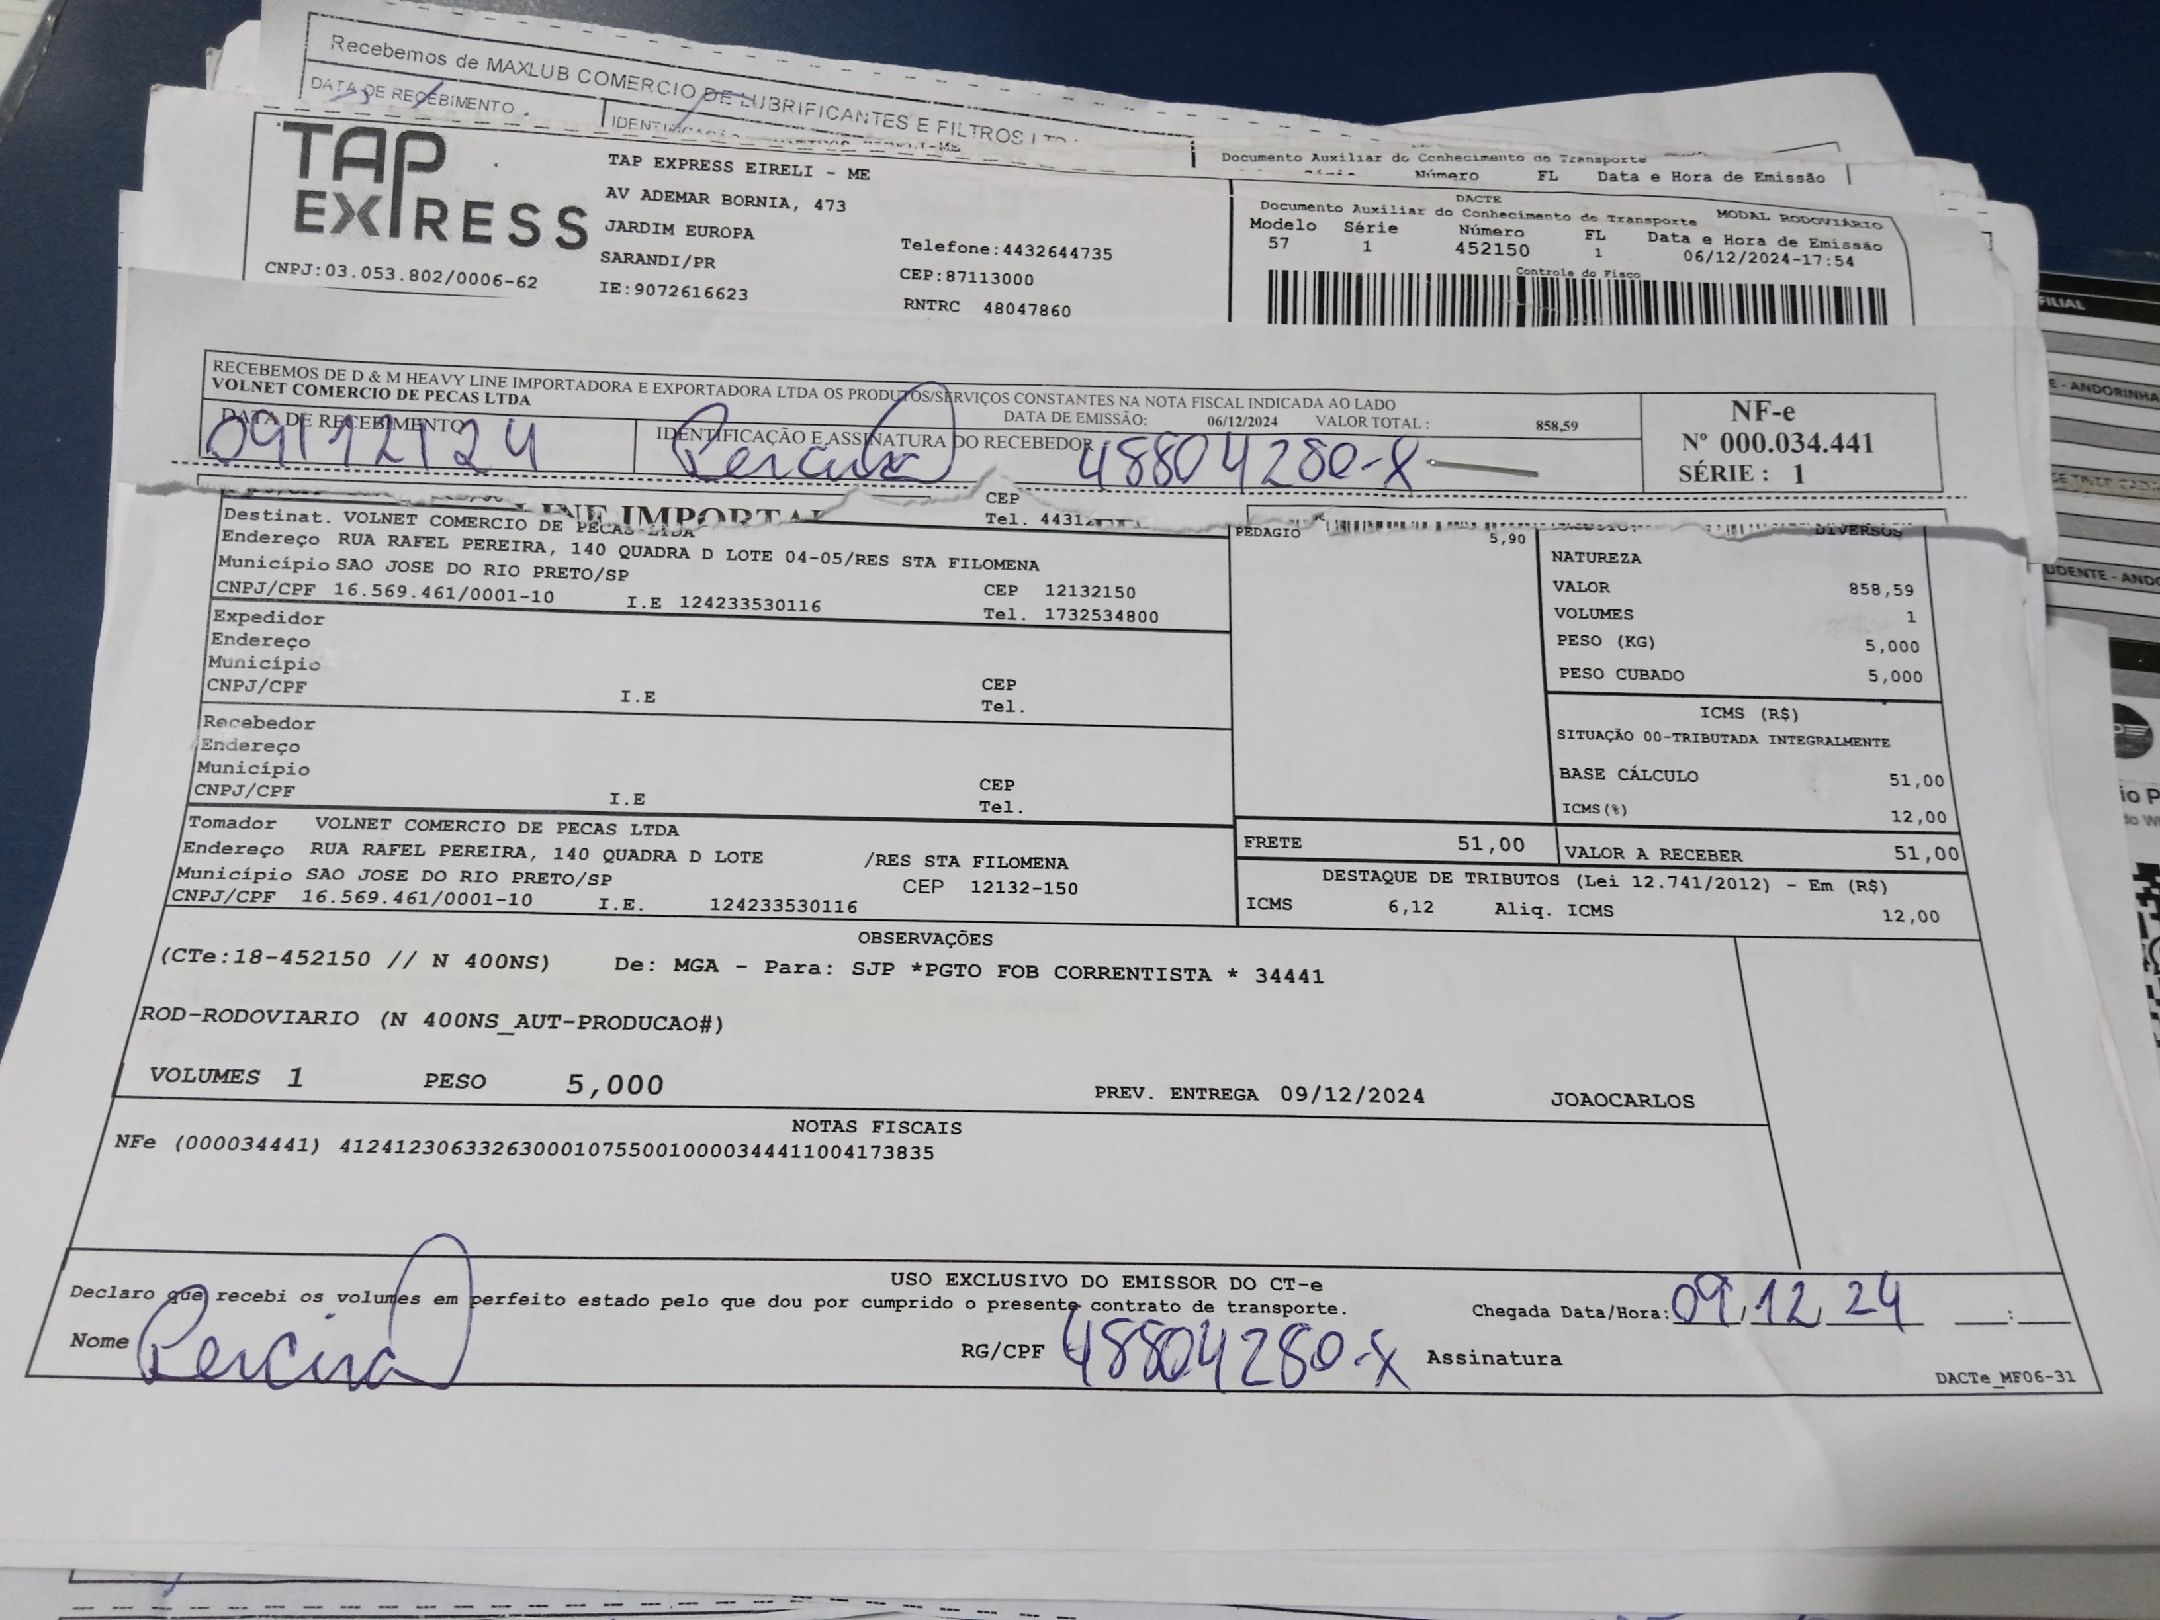 Recebemos de MAXLUB COMERCIO DE LUBRIFICANTES E FILTROS
DATA DE RECEBIMENTO
Documento Auxiliar do Conhecimento de Transporte
Número FL Data e Hora de Emissão
TAP EXPRESS
CNPJ:03.053.802/0006-62
TAP EXPRESS EIRELI - ME
AV ADEMAR BORNIA, 473
JARDIM EUROPA
SARANDI/PR
IE:9072616623
Telefone:4432644735
CEP:87113000
RNTRC 48047860
DACTE
Documento Auxiliar do Conhecimento de Transporte MODAL RODOVIÁRIO
Modelo Série Número FL Data e Hora de Emissão
57 1 452150 1 06/12/2024-17:54
Controle do Fisco
RECEBEMOS DE D & M HEAVY LINE IMPORTADORA E EXPORTADORA LTDA OS PRODUTOS/SERVIÇOS CONSTANTES NA NOTA FISCAL INDICADA AO LADO
VOLNET COMERCIO DE PECAS LTDA
DATA DE EMISSÃO: 06/12/2024 VALOR TOTAL : 858,59
DATA DE RECEBIMENTO
09/12/24
IDENTIFICAÇÃO E ASSINATURA DO RECEBEDOR
Pereira 48804280-X
NF-e
Nº 000.034.441
SÉRIE : 1
LINE IMPORTA
CEP
Destinat. VOLNET COMERCIO DE PECAS LTDA Tel.
Endereço RUA RAFEL PEREIRA, 140 QUADRA D LOTE 04-05/RES STA FILOMENA
Município SAO JOSE DO RIO PRETO/SP CEP 12132150
CNPJ/CPF 16.569.461/0001-10 I.E 124233530116 Tel. 1732534800
Expedidor
Endereço
Município CEP
CNPJ/CPF I.E Tel.
Recebedor
Endereço
Município CEP
CNPJ/CPF I.E Tel.
Tomador VOLNET COMERCIO DE PECAS LTDA
Endereço RUA RAFEL PEREIRA, 140 QUADRA D LOTE /RES STA FILOMENA
Município SAO JOSE DO RIO PRETO/SP CEP 12132-150
CNPJ/CPF 16.569.461/0001-10 I.E. 124233530116
PEDAGIO 5,90
DIVERSOS
NATUREZA
VALOR 858,59
VOLUMES 1
PESO (KG) 5,000
PESO CUBADO 5,000
ICMS (R$)
SITUAÇÃO 00-TRIBUTADA INTEGRALMENTE
BASE CÁLCULO 51,00
ICMS(%) 12,00
FRETE 51,00 VALOR A RECEBER 51,00
DESTAQUE DE TRIBUTOS (Lei 12.741/2012) - Em (R$)
ICMS 6,12 Aliq. ICMS 12,00
OBSERVAÇÕES
(CTe:18-452150 // N 400NS) De: MGA - Para: SJP *PGTO FOB CORRENTISTA * 34441
ROD-RODOVIARIO (N 400NS_AUT-PRODUCAO#)
VOLUMES 1 PESO 5,000 PREV. ENTREGA 09/12/2024 JOAOCARLOS
NOTAS FISCAIS
NFe (000034441) 41241230633263000107550010000344411004173835
USO EXCLUSIVO DO EMISSOR DO CT-e
Declaro que recebi os volumes em perfeito estado pelo que dou por cumprido o presente contrato de transporte.
Chegada Data/Hora: 09/12/24 __:__
Nome Pereira RG/CPF 48804280-X Assinatura
DACTe_MF06-31
FILIAL
E - ANDORINHA
UDENTE - AND